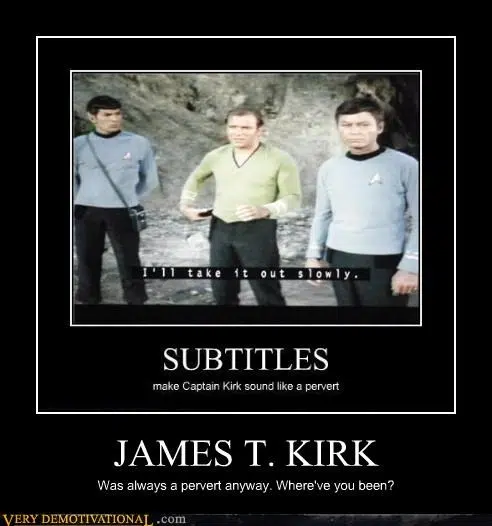 I'll take it out slowly.
SUBTITLES
make Captain Kirk sound like a pervert
JAMES T. KIRK
Was always a pervert anyway. Where've you been?
VERY DEMOTIVATIONAL.com